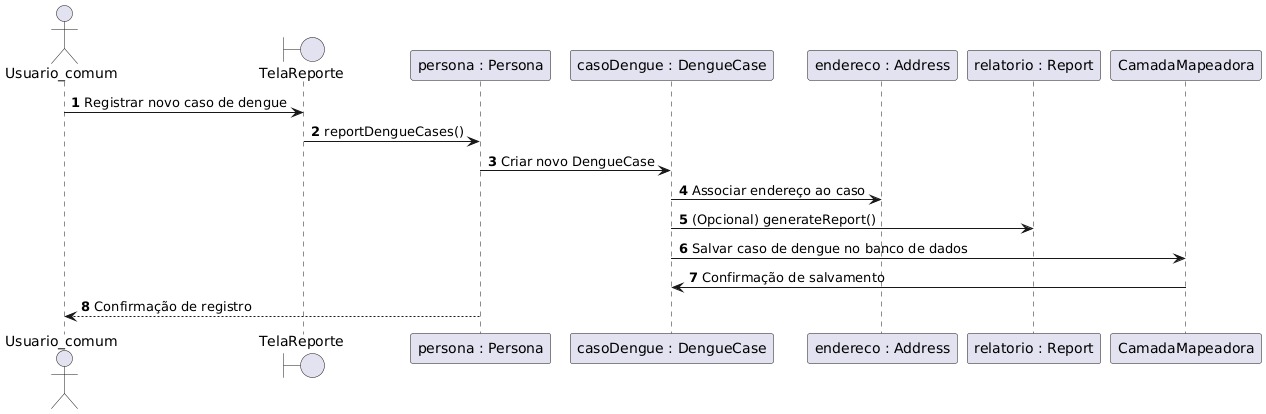 Usuario_comum
TelaReporte
persona : Persona
casoDengue : DengueCase
endereco : Address
relatorio : Report
CamadaMapeadora
1 Registrar novo caso de dengue
2 reportDengueCases()
3 Criar novo DengueCase
4 Associar endereço ao caso
5 (Opcional) generateReport()
6 Salvar caso de dengue no banco de dados
7 Confirmação de salvamento
8 Confirmação de registro
Usuario_comum
TelaReporte
persona : Persona
casoDengue : DengueCase
endereco : Address
relatorio : Report
CamadaMapeadora